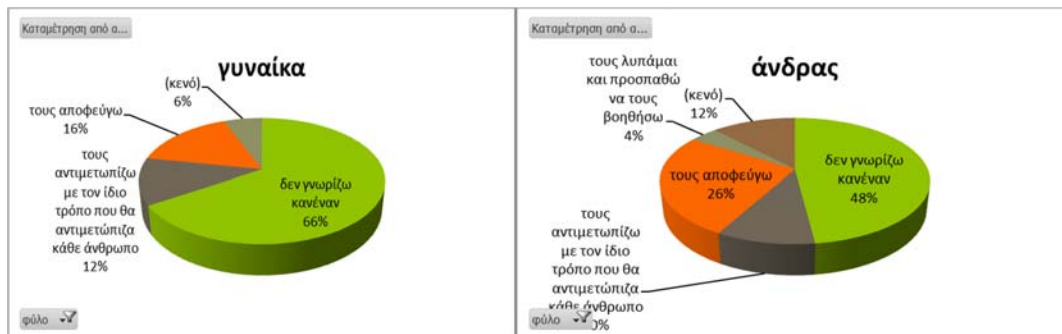 Καταμέτρηση από α...
γυναίκα
(κενό)
6%
τους αποφεύγω
16%
τους
αντιμετωπίζω
με τον ίδιο
τρόπο που θα
αντιμετώπιζα
κάθε άνθρωπο
12%
δεν γνωρίζω
κανέναν
66%
φύλο
Καταμέτρηση από α...
άνδρας
τους λυπάμαι
και προσπαθώ
να τους
βοηθήσω
4%
(κενό)
12%
δεν γνωρίζω
κανέναν
48%
τους αποφεύγω
26%
τους
αντιμετωπίζω
με τον ίδιο
τρόπο που θα
αντιμετώπιζα
κάθε άνθρωπο
0%
φύλο